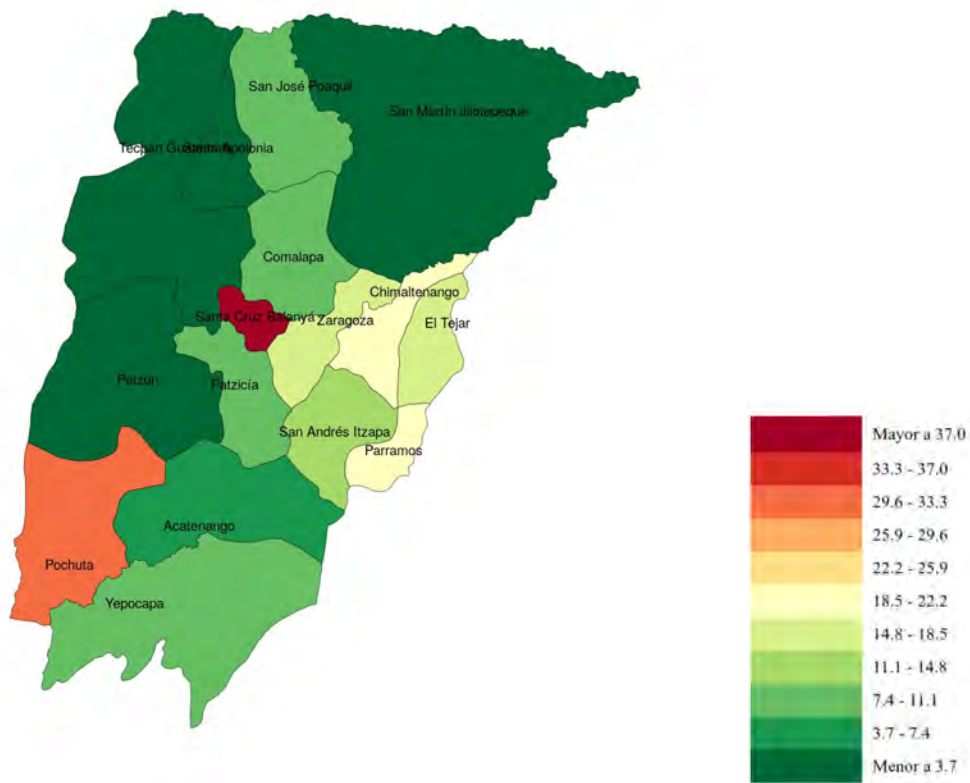 San José Poaquil
San Martín Jilotepeque
Tecpán Guatemala
Santa Apolonia
Comalapa
Chimaltenango
Santa Cruz Balanyá
Zaragoza
El Tejar
Patzún
Patzicía
San Andrés Itzapa
Parramos
Acatenango
Pochuta
Yepocapa
Mayor a 37.0
33.3 - 37.0
29.6 - 33.3
25.9 - 29.6
22.2 - 25.9
18.5 - 22.2
14.8 - 18.5
11.1 - 14.8
7.4 - 11.1
3.7 - 7.4
Menor a 3.7